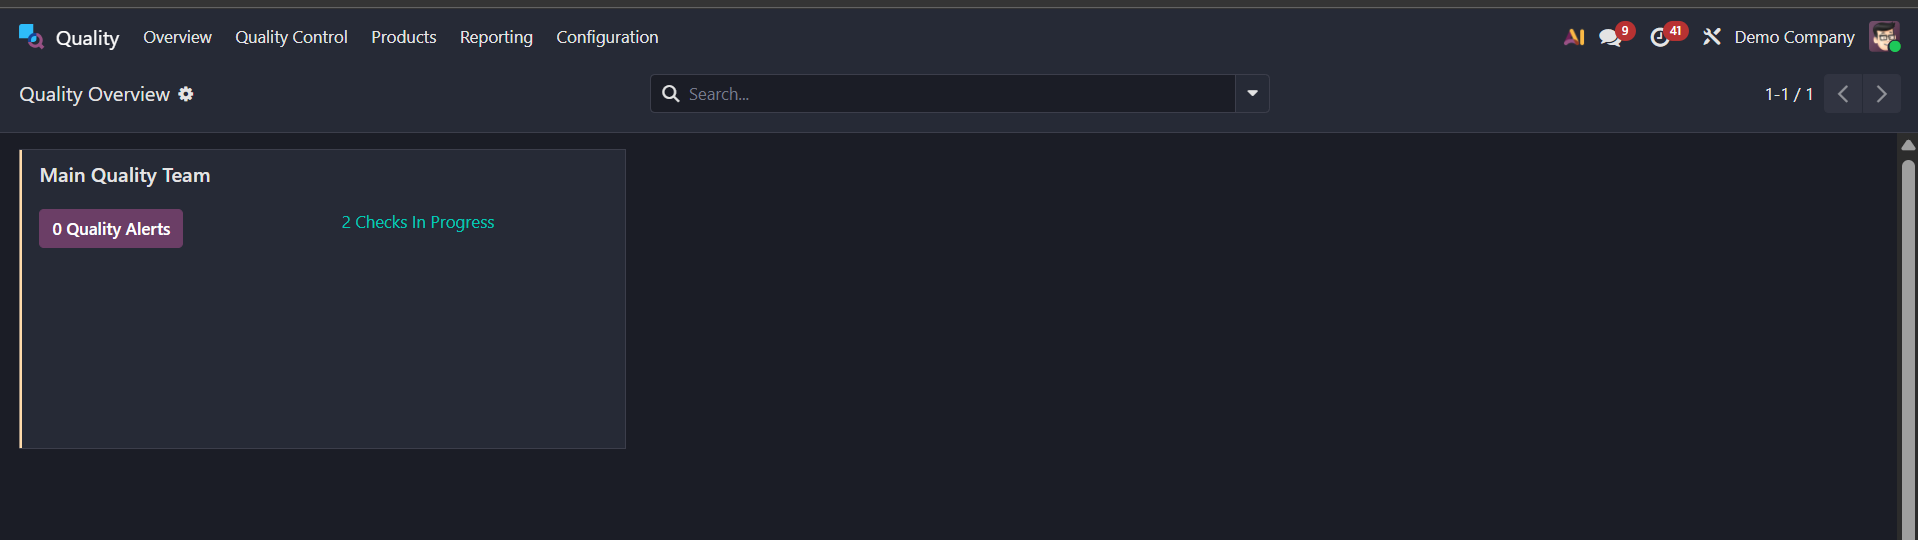 Quality Overview Quality Control Products Reporting Configuration AI 9 41 Demo Company
Quality Overview Search... 1-1 / 1
Main Quality Team
0 Quality Alerts 2 Checks In Progress